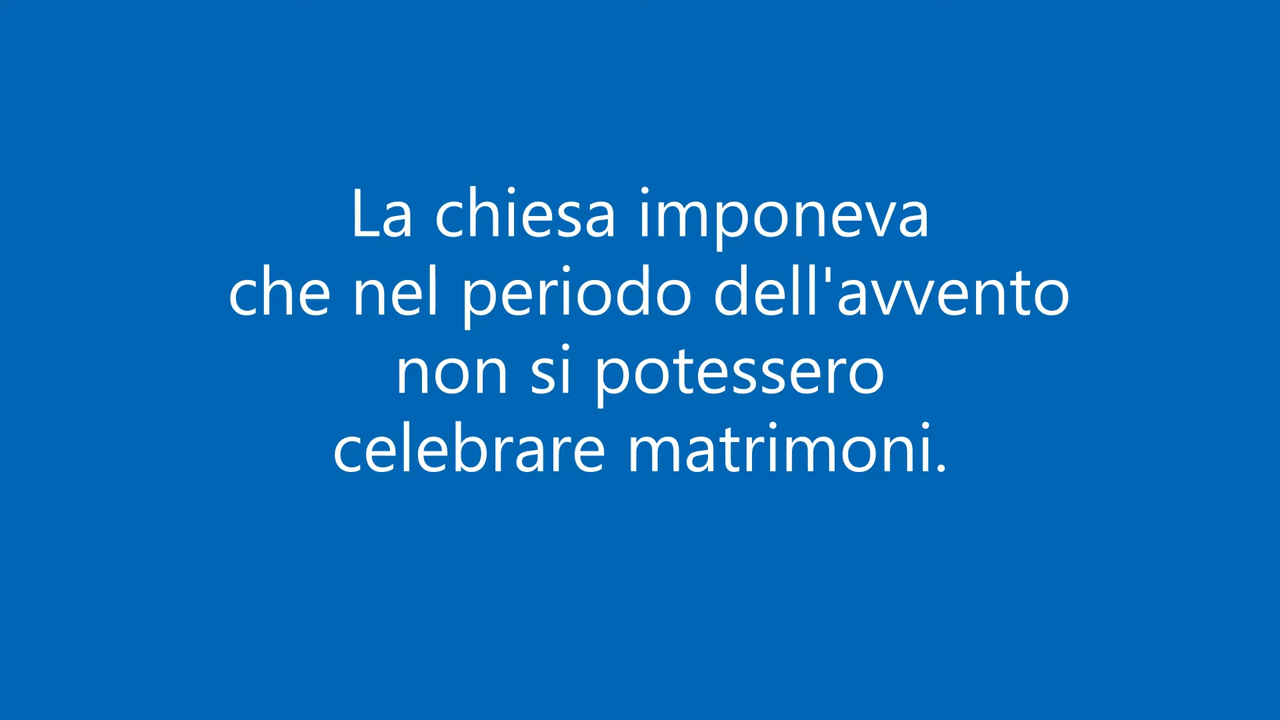 La chiesa imponeva
che nel periodo dell'avvento
non si potessero
celebrare matrimoni.